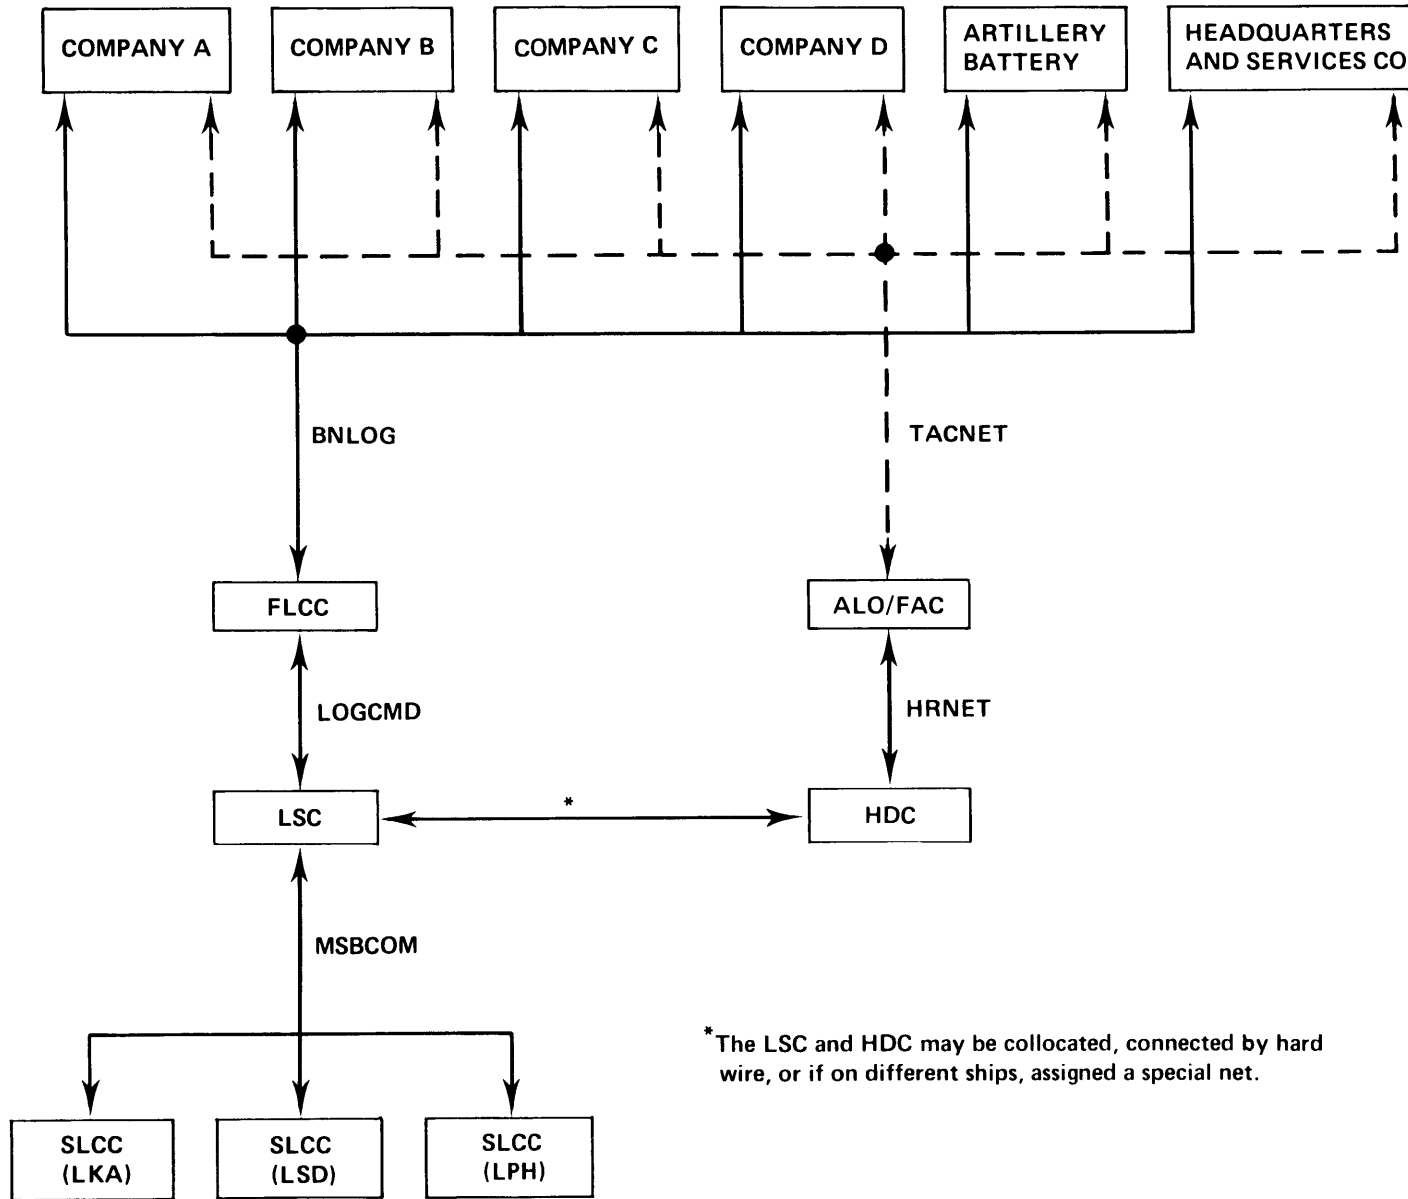 COMPANY A
COMPANY B
COMPANY C
COMPANY D
ARTILLERY
BATTERY
HEADQUARTERS
AND SERVICES CO
BNLOG
TACNET
FLCC
ALO/FAC
LOGCMD
HRNET
LSC
*
HDC
MSBCOM
*The LSC and HDC may be collocated, connected by hard
wire, or if on different ships, assigned a special net.
SLCC
(LKA)
SLCC
(LSD)
SLCC
(LPH)